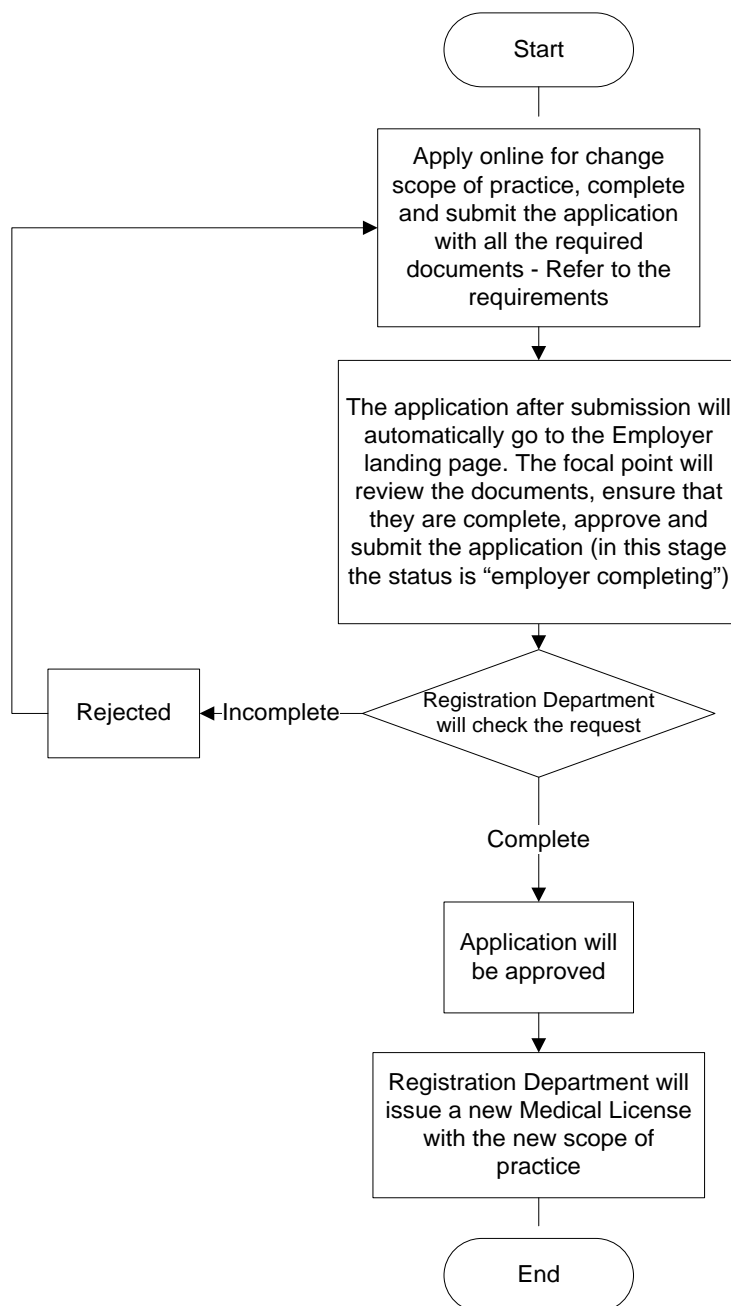 Start
Apply online for change
scope of practice, complete
and submit the application
with all the required
documents - Refer to the
requirements
The application after submission will
automatically go to the Employer
landing page. The focal point will
review the documents, ensure that
they are complete, approve and
submit the application (in this stage
the status is “employer completing”)
Registration Department
will check the request
Incomplete
Rejected
Complete
Application will
be approved
Registration Department will
issue a new Medical License
with the new scope of
practice
End